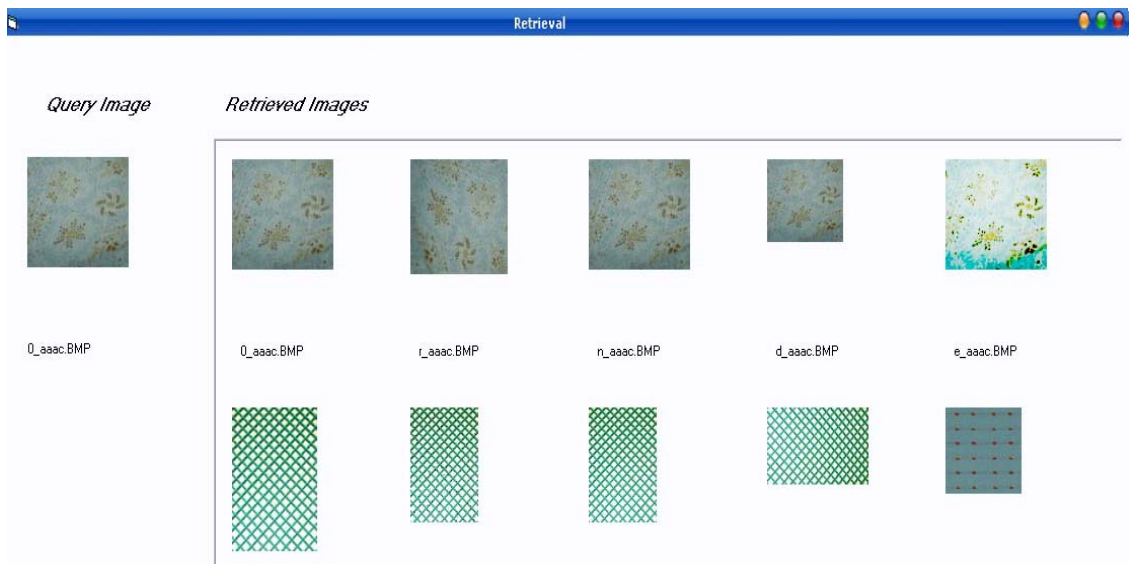 Retrieval
Query Image
Retrieved Images
0_aaac.BMP
0_aaac.BMP
r_aaac.BMP
n_aaac.BMP
d_aaac.BMP
e_aaac.BMP